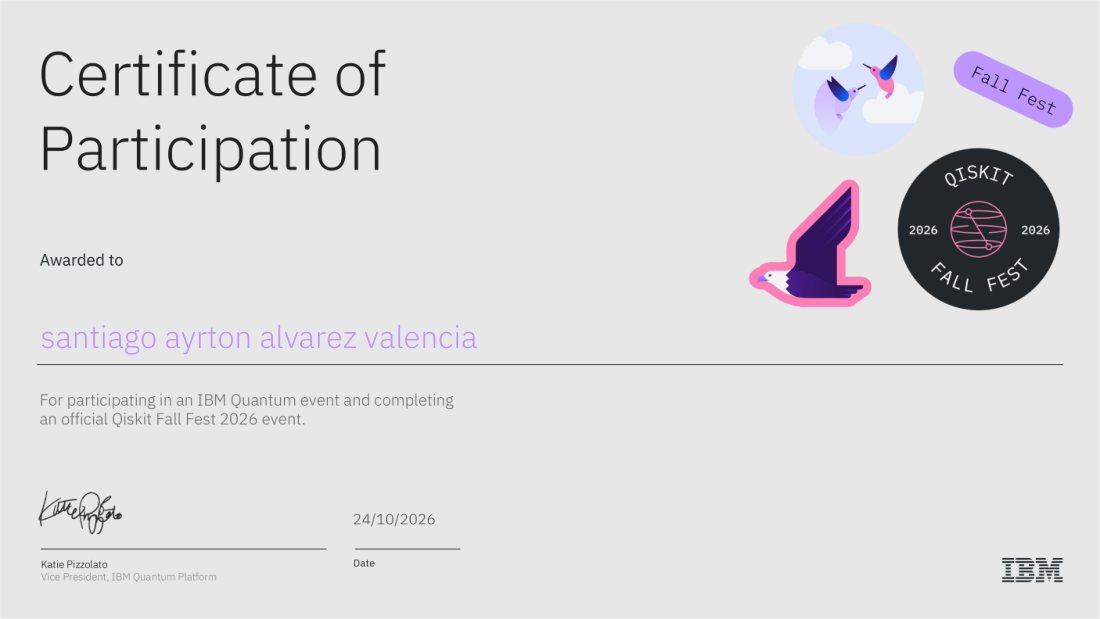 Certificate of
Participation
Fall Fest
QISKIT
2026 2026
FALL FEST
Awarded to
santiago ayrton alvarez valencia
For participating in an IBM Quantum event and completing
an official Qiskit Fall Fest 2026 event.
24/10/2026
Katie Pizzolato
Vice President, IBM Quantum Platform
Date
IBM